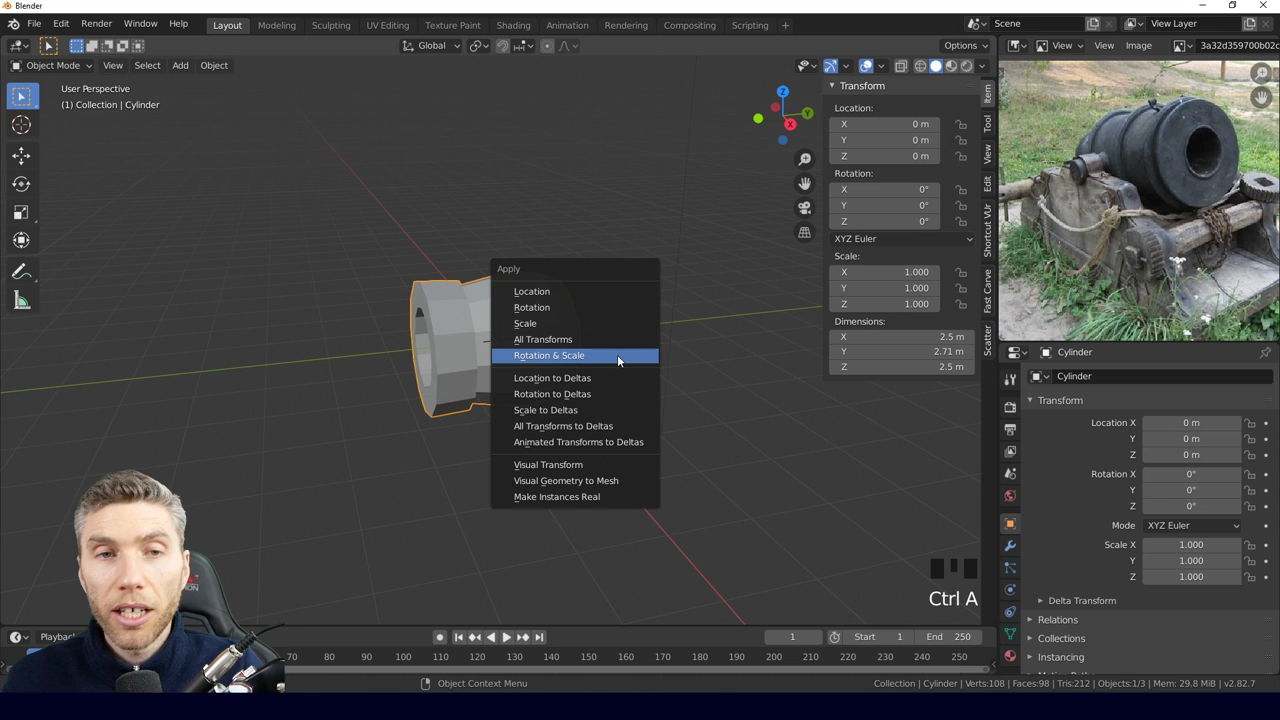 Blender
File Edit Render Window Help Layout Modeling Sculpting UV Editing Texture Paint Shading Animation Rendering Compositing Scripting + Scene View Layer
Global Options View View Image 3a32d359700b02c
Object Mode View Select Add Object
User Perspective
(1) Collection | Cylinder
Z
Y
X
Transform
Location:
X 0 m
Y 0 m
Z 0 m
Rotation:
X 0°
Y 0°
Z 0°
XYZ Euler
Scale:
X 1.000
Y 1.000
Z 1.000
Dimensions:
X 2.5 m
Y 2.71 m
Z 2.5 m
Item
Tool
View
Edit
Shortcut VUr
Fast Carve
Scatter
Apply
Location
Rotation
Scale
All Transforms
Rotation & Scale
Location to Deltas
Rotation to Deltas
Scale to Deltas
All Transforms to Deltas
Animated Transforms to Deltas
Visual Transform
Visual Geometry to Mesh
Make Instances Real
Cylinder
Cylinder
Transform
Location X 0 m
Y 0 m
Z 0 m
Rotation X 0°
Y 0°
Z 0°
Mode XYZ Euler
Scale X 1.000
Y 1.000
Z 1.000
Delta Transform
Relations
Collections
Instancing
Ctrl A
Playback 1 Start 1 End 250
70 80 90 100 110 120 130 140 150 160 170 180 190 200 210 220 230 240 250
Object Context Menu Collection | Cylinder | Verts:108 | Faces:98 | Tris:212 | Objects:1/3 | Mem: 29.8 MiB | v2.82.7